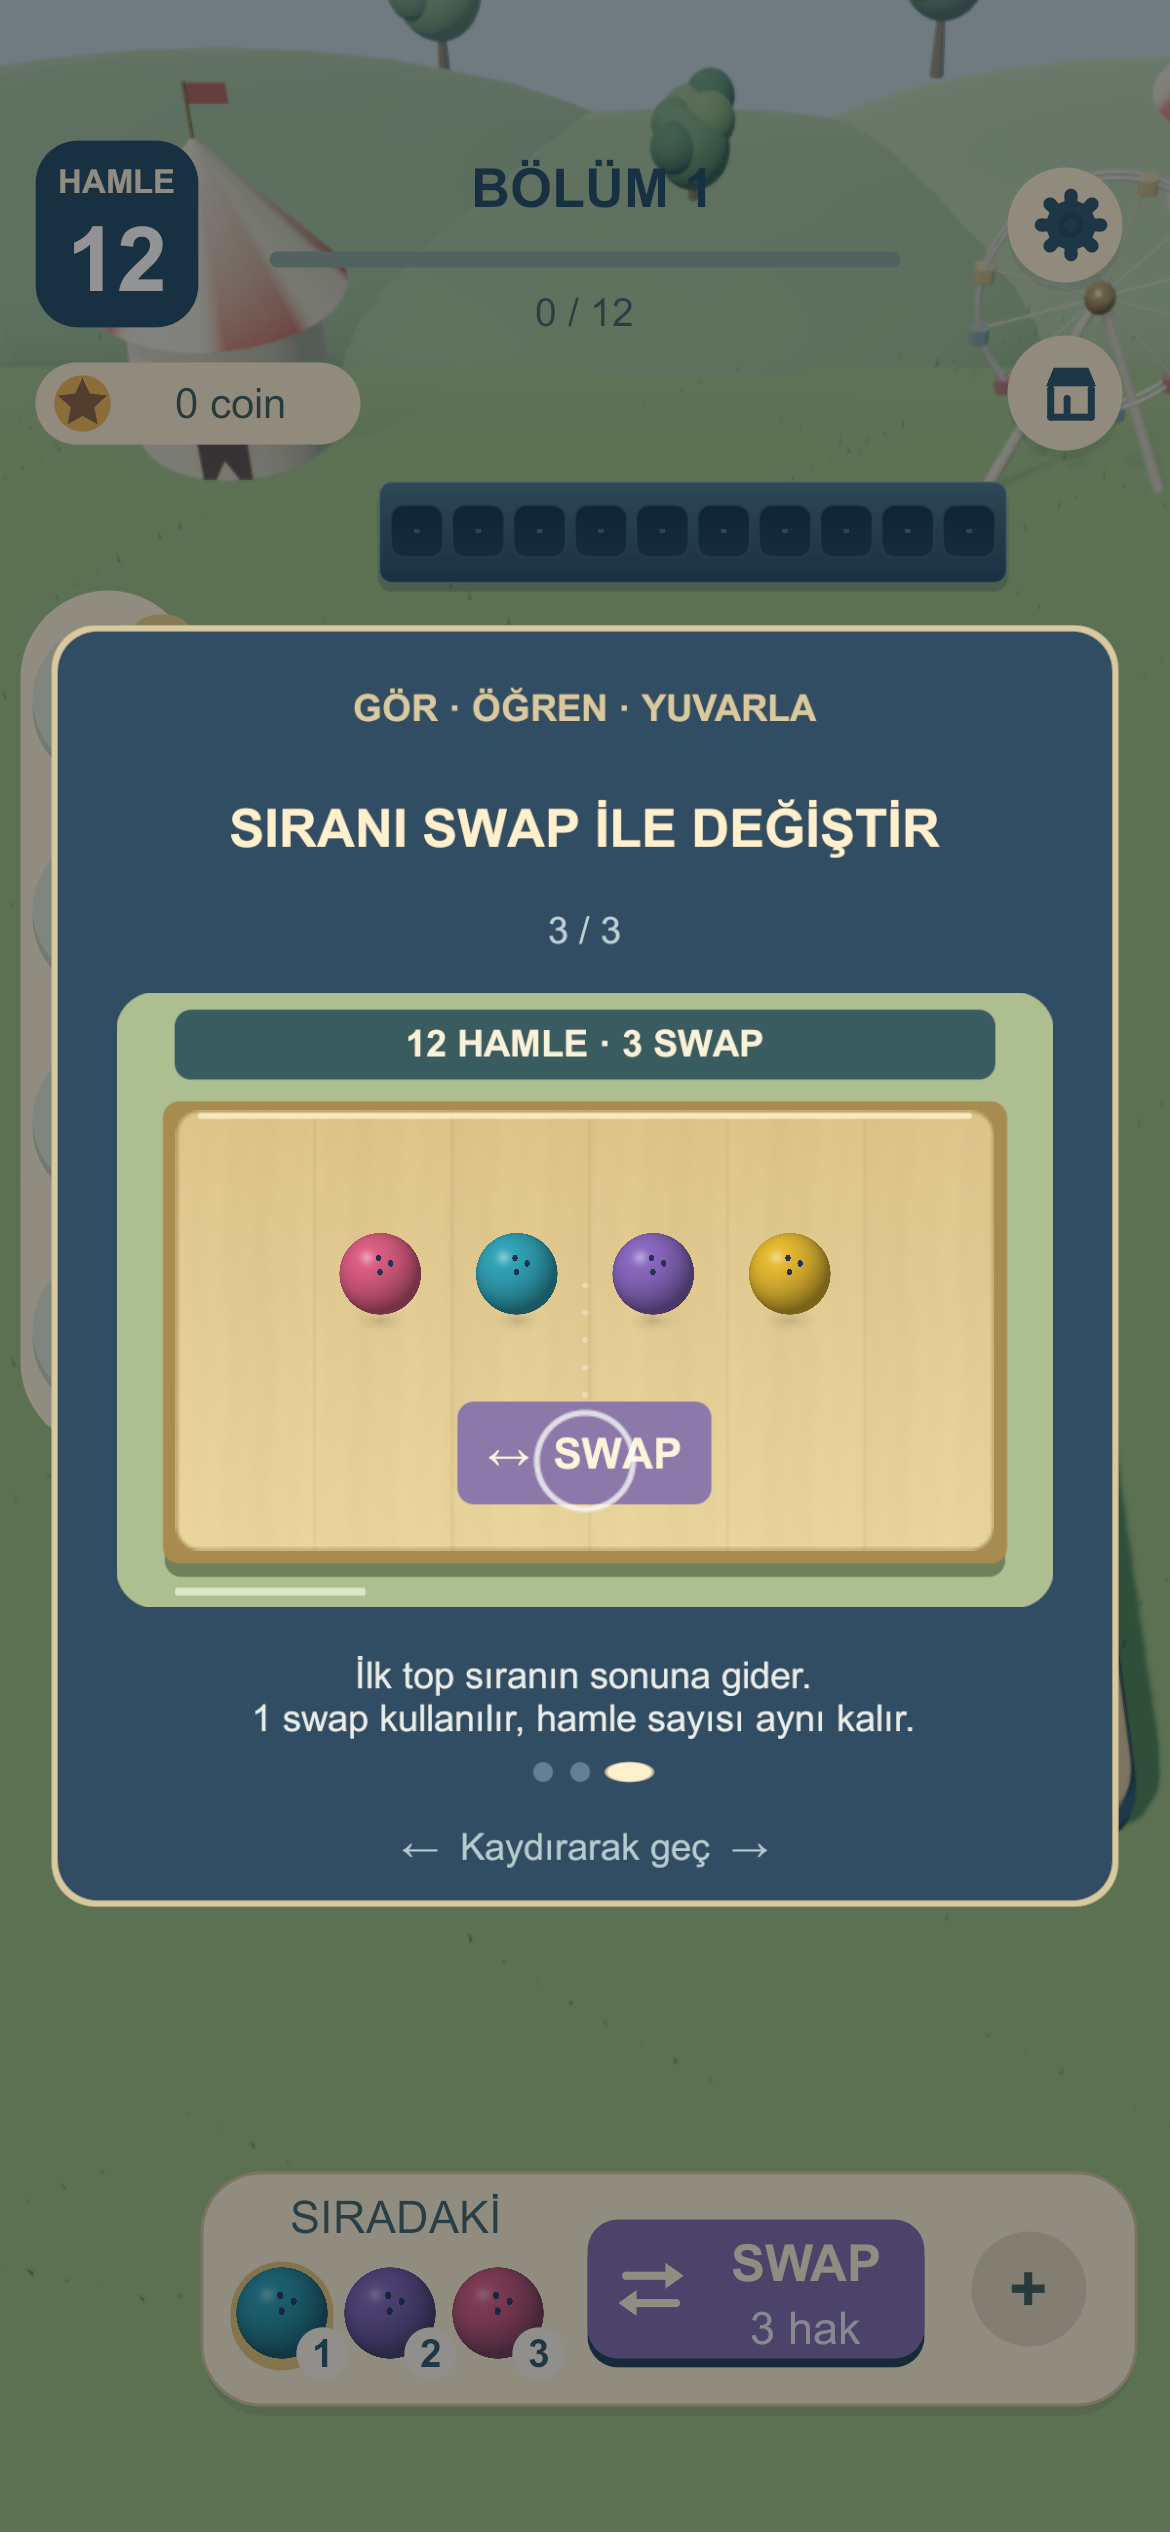 HAMLE
12
BÖLÜM 1
0 / 12
0 coin
GÖR · ÖĞREN · YUVARLA
SIRANI SWAP İLE DEĞİŞTİR
3 / 3
12 HAMLE · 3 SWAP
↔ SWAP
İlk top sıranın sonuna gider.
1 swap kullanılır, hamle sayısı aynı kalır.
← Kaydırarak geç →
SIRADAKİ
1 2 3
SWAP
3 hak
+